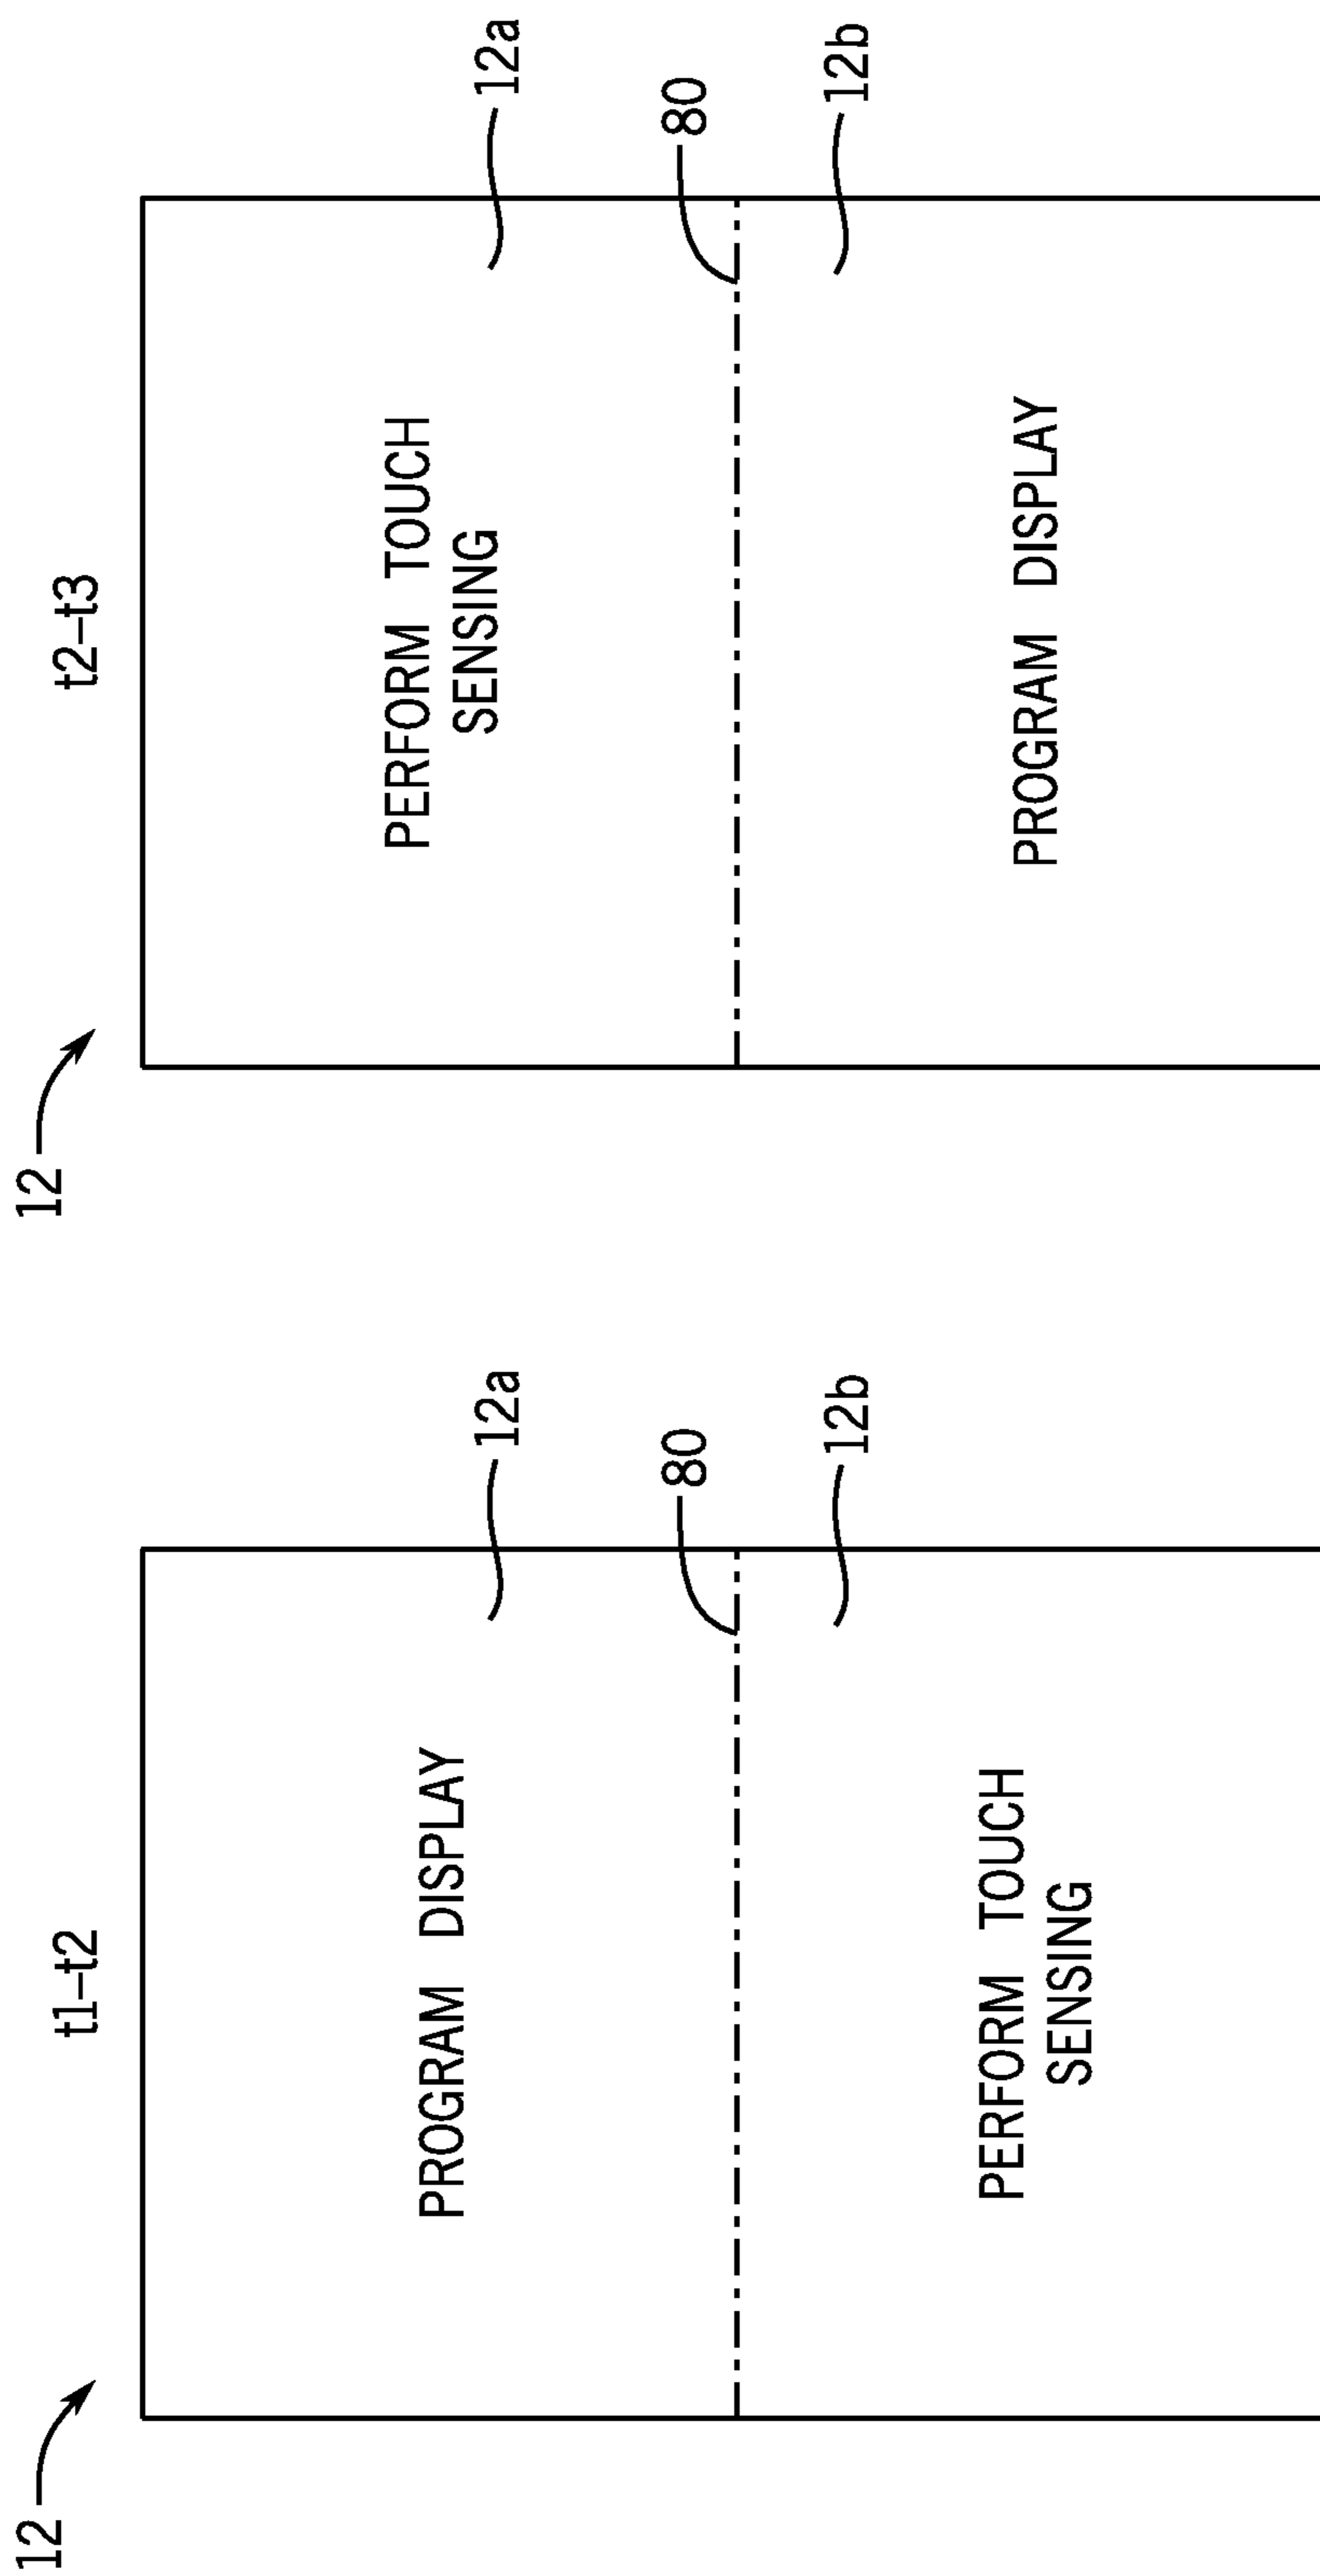 12
t1–t2
12a
PROGRAM DISPLAY
80
12b
PERFORM TOUCH
SENSING
12
t2–t3
12a
PERFORM TOUCH
SENSING
80
12b
PROGRAM DISPLAY